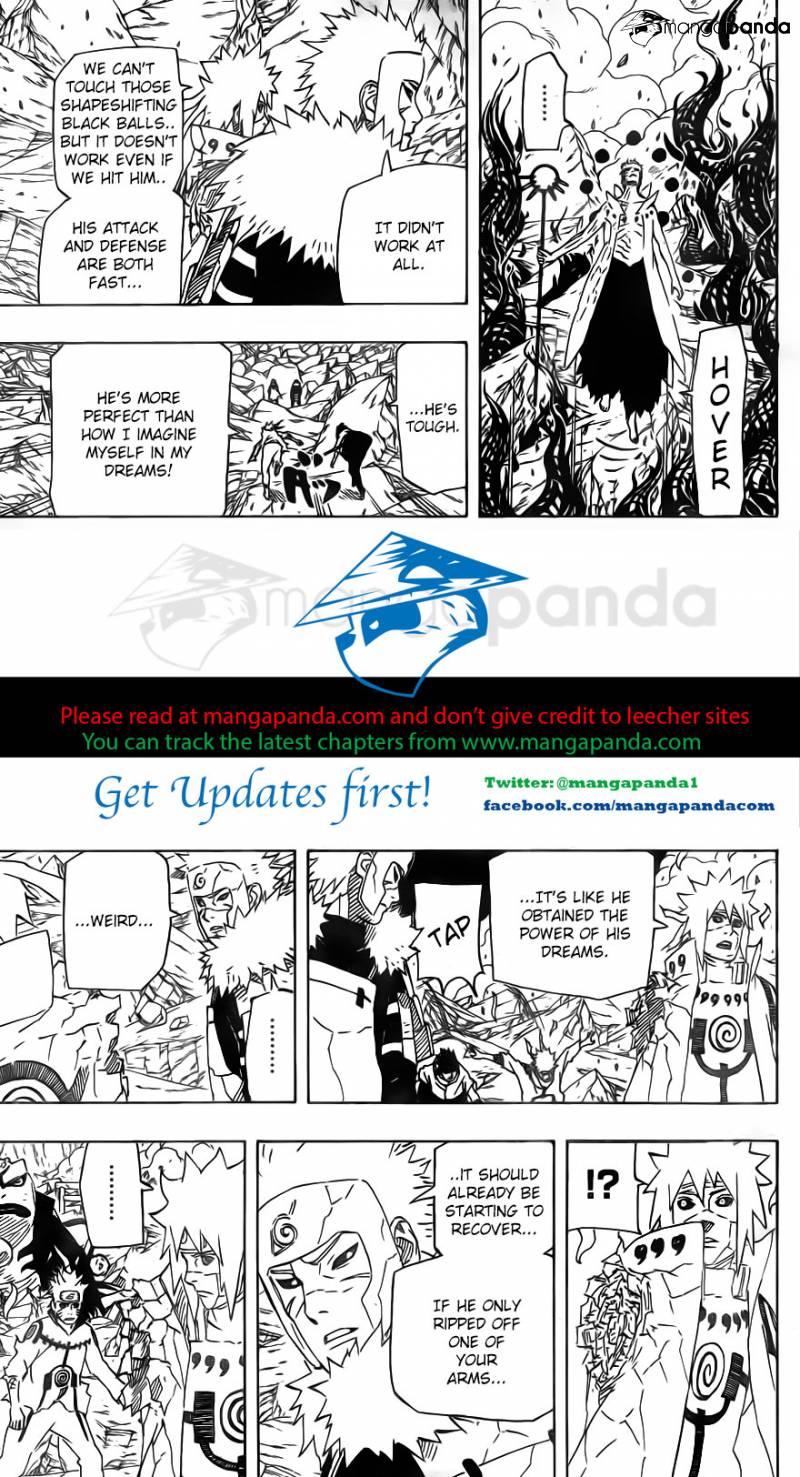 mangapanda
........
HOVER
IT DIDN'T
WORK AT
ALL.
WE CAN'T
TOUCH THOSE
SHAPESHIFTING
BLACK BALLS..
BUT IT DOESN'T
WORK EVEN IF
WE HIT HIM..
HIS ATTACK
AND DEFENSE
ARE BOTH
FAST...
...HE'S
TOUGH.
HE'S MORE
PERFECT THAN
HOW I IMAGINE
MYSELF IN MY
DREAMS!
mangapanda
Please read at mangapanda.com and don't give credit to leecher sites
You can track the latest chapters from www.mangapanda.com
Get Updates first!
Twitter: @mangapanda1
facebook.com/mangapandacom
...IT'S LIKE HE
OBTAINED THE
POWER OF HIS
DREAMS.
TAP
........
...WEIRD...
!?
..IT SHOULD
ALREADY BE
STARTING TO
RECOVER...
IF HE ONLY
RIPPED OFF
ONE OF
YOUR
ARMS...
........